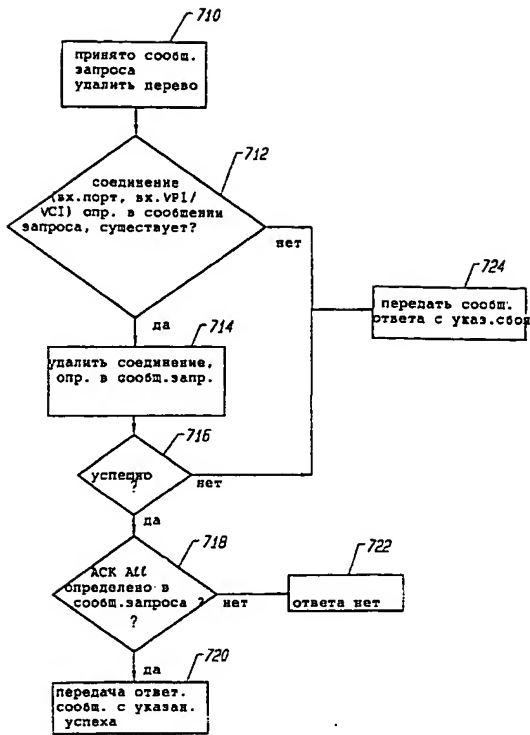 710
принято сообщ.
запроса
удалить дерево
712
соединение
(вх.порт, вх.VPI/
VCI) опр. в сообшении
запроса, существует?
нет
724
передать сообщ.
ответа с указ.сбоя
да
714
удалить соединение,
опр. в сообщ.запр.
716
успешно
?
нет
да
718
ACK All
определено в
сообщ.запроса ?
?
нет
722
ответа нет
да
720
передача ответ.
сообщ. с указан.
успеха